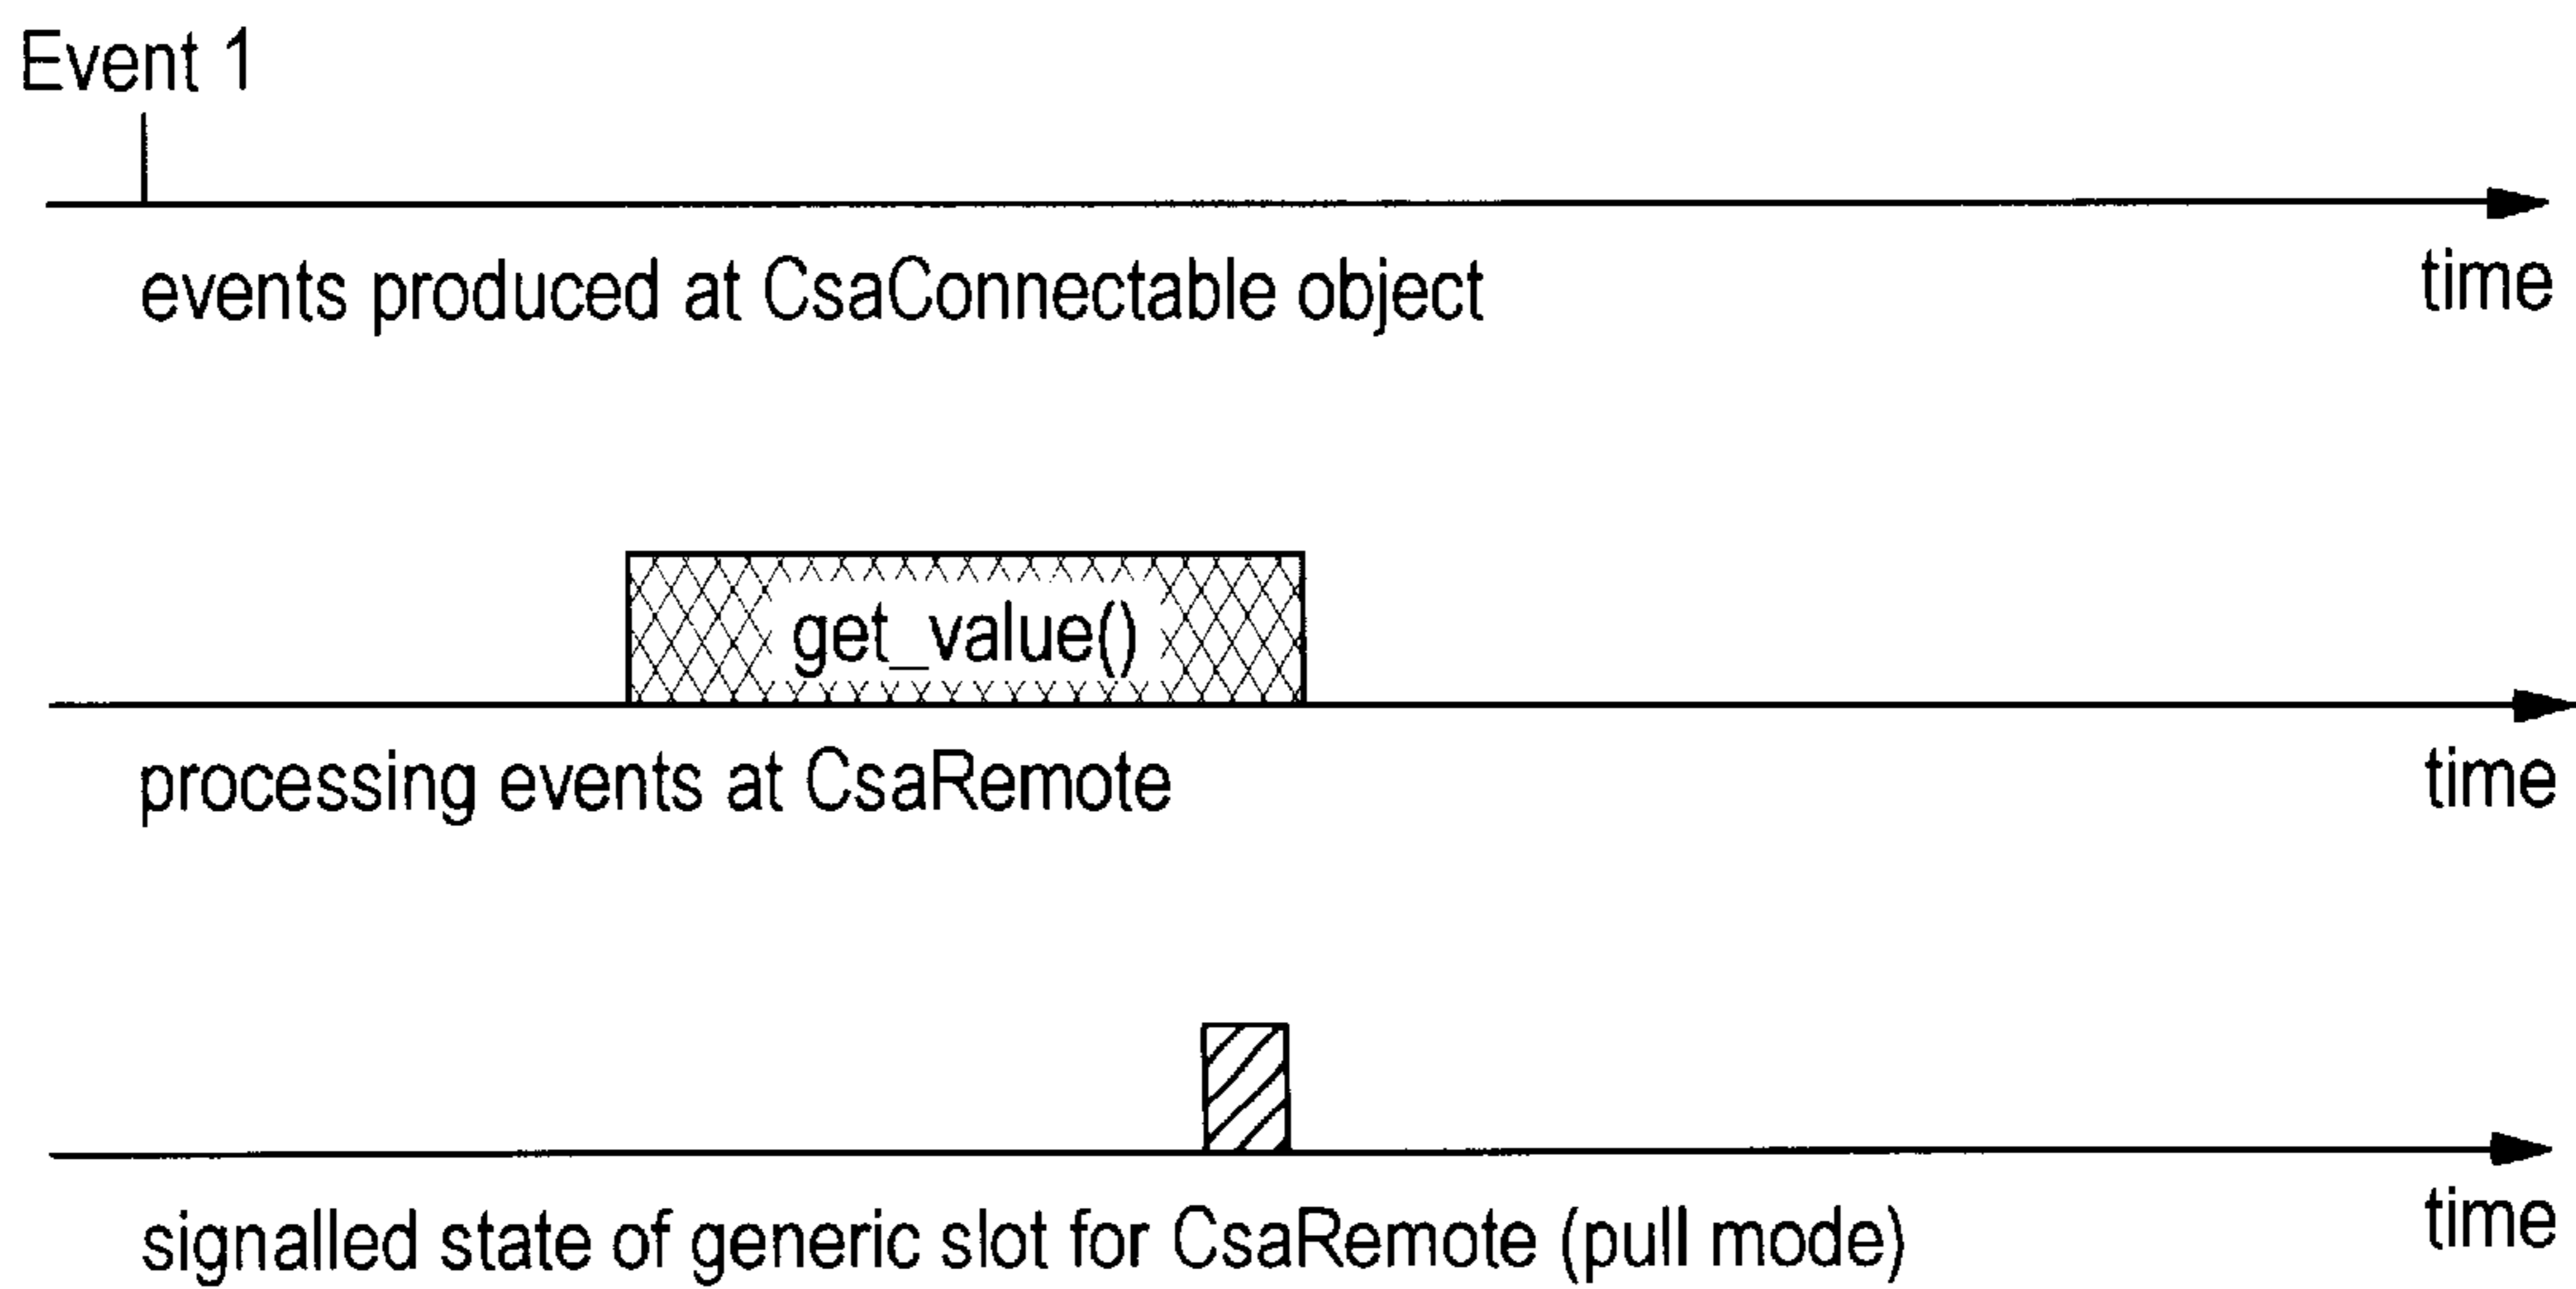 Event 1
events produced at CsaConnectable object
time
get_value()
processing events at CsaRemote
time
signalled state of generic slot for CsaRemote (pull mode)
time